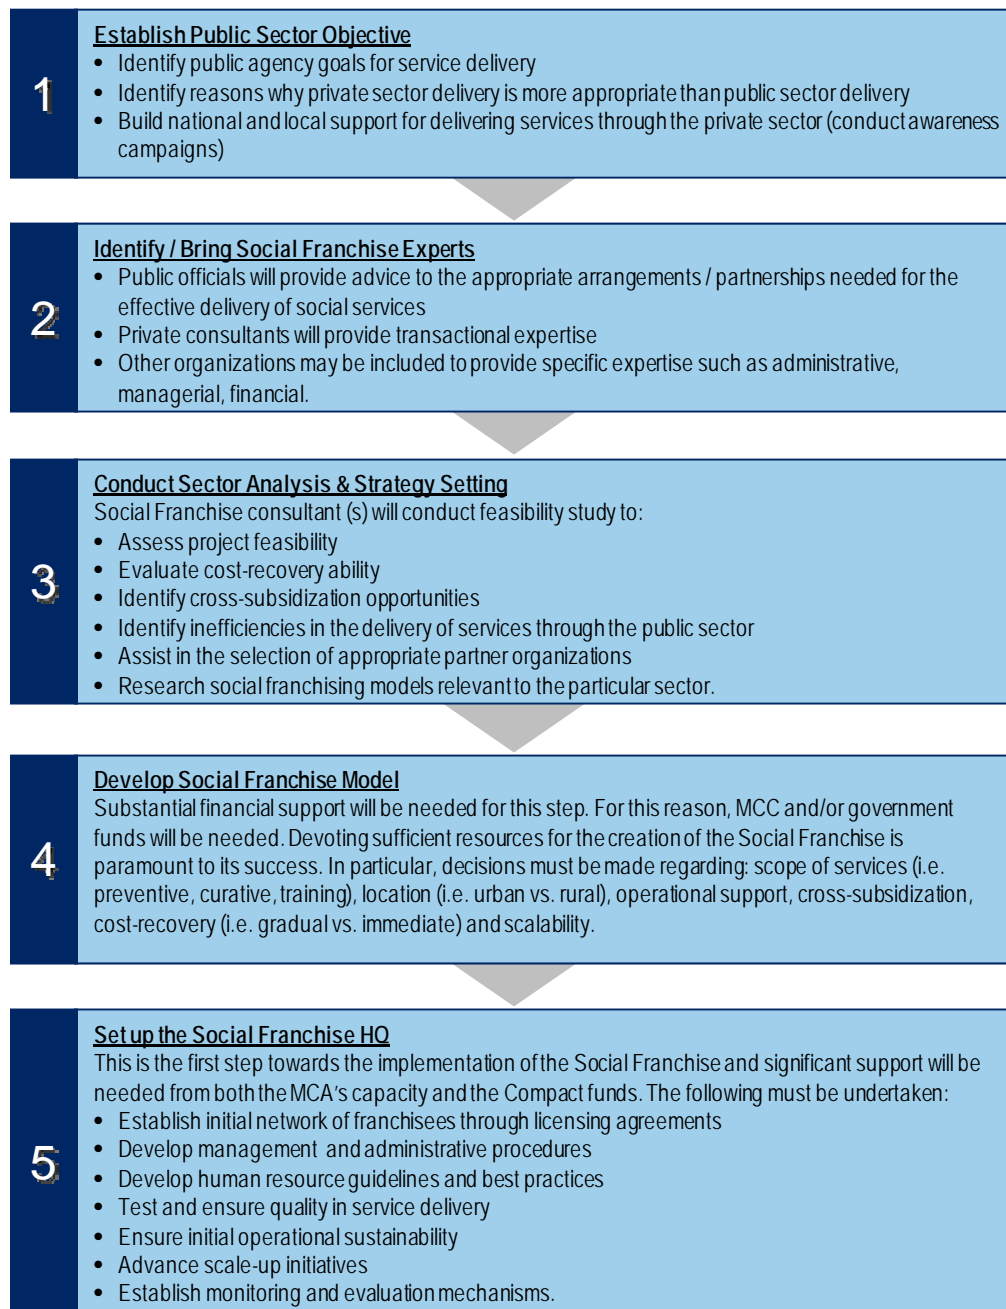 1
Establish Public Sector Objective
• Identify public agency goals for service delivery
• Identify reasons why private sector delivery is more appropriate than public sector delivery
• Build national and local support for delivering services through the private sector (conduct awareness
campaigns)
2
Identify / Bring Social Franchise Experts
• Public officials will provide advice to the appropriate arrangements / partnerships needed for the
effective delivery of social services
• Private consultants will provide transactional expertise
• Other organizations may be included to provide specific expertise such as administrative,
managerial, financial.
3
Conduct Sector Analysis & Strategy Setting
Social Franchise consultant (s) will conduct feasibility study to:
• Assess project feasibility
• Evaluate cost-recovery ability
• Identify cross-subsidization opportunities
• Identify inefficiencies in the delivery of services through the public sector
• Assist in the selection of appropriate partner organizations
• Research social franchising models relevant to the particular sector.
4
Develop Social Franchise Model
Substantial financial support will be needed for this step. For this reason, MCC and/or government
funds will be needed. Devoting sufficient resources for the creation of the Social Franchise is
paramount to its success. In particular, decisions must be made regarding: scope of services (i.e.
preventive, curative, training), location (i.e. urban vs. rural), operational support, cross-subsidization,
cost-recovery (i.e. gradual vs. immediate) and scalability.
5
Set up the Social Franchise HQ
This is the first step towards the implementation of the Social Franchise and significant support will be
needed from both the MCA's capacity and the Compact funds. The following must be undertaken:
• Establish initial network of franchisees through licensing agreements
• Develop management and administrative procedures
• Develop human resource guidelines and best practices
• Test and ensure quality in service delivery
• Ensure initial operational sustainability
• Advance scale-up initiatives
• Establish monitoring and evaluation mechanisms.